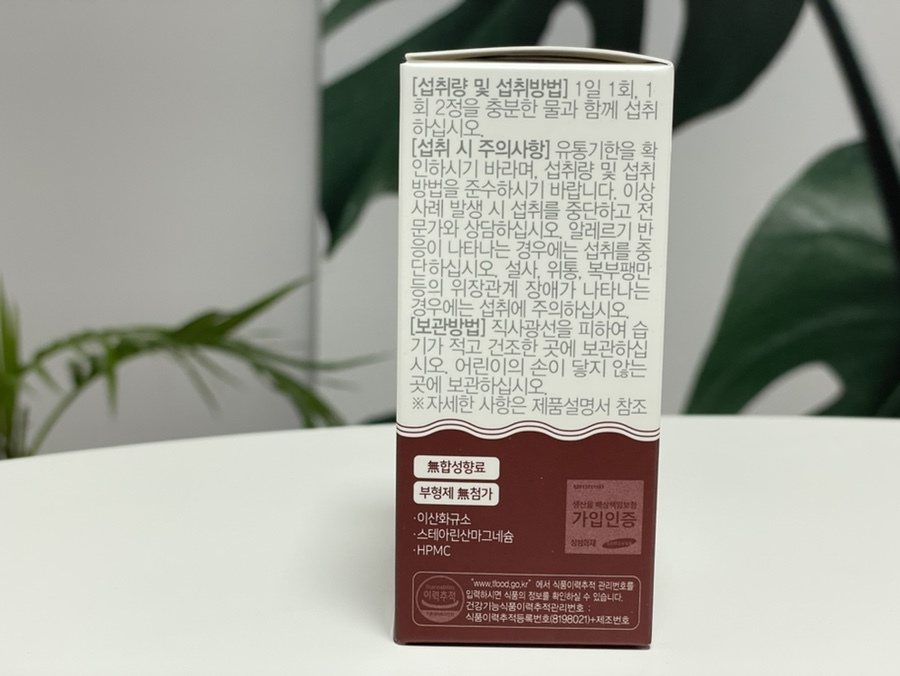 [섭취량 및 섭취방법] 1일 1회, 1
회 2정을 충분한 물과 함께 섭취
하십시오.
[섭취 시 주의사항] 유통기한을 확
인하시기 바라며, 섭취량 및 섭취
방법을 준수하시기 바랍니다. 이상
사례 발생 시 섭취를 중단하고 전
문가와 상담하십시오. 알레르기 반
응이 나타나는 경우에는 섭취를 중
단하십시오. 설사, 위통, 복부팽만
등의 위장관계 장애가 나타나는
경우에는 섭취에 주의하십시오.
[보관방법] 직사광선을 피하여 습
기가 적고 건조한 곳에 보관하십
시오. 어린이의 손이 닿지 않는
곳에 보관하십시오.
※자세한 사항은 제품설명서 참조
無합성향료
부형제 無첨가
·이산화규소
·스테아린산마그네슘
·HPMC
생산물 배상책임보험
가입인증
삼성화재 SAMSUNG
이력추적
"www.tfood.go.kr" 에서 식품이력추적 관리번호를
입력하시면 식품의 정보를 확인하실 수 있습니다.
건강기능식품이력추적관리번호 :
식품이력추적등록번호(8198021)+제조번호